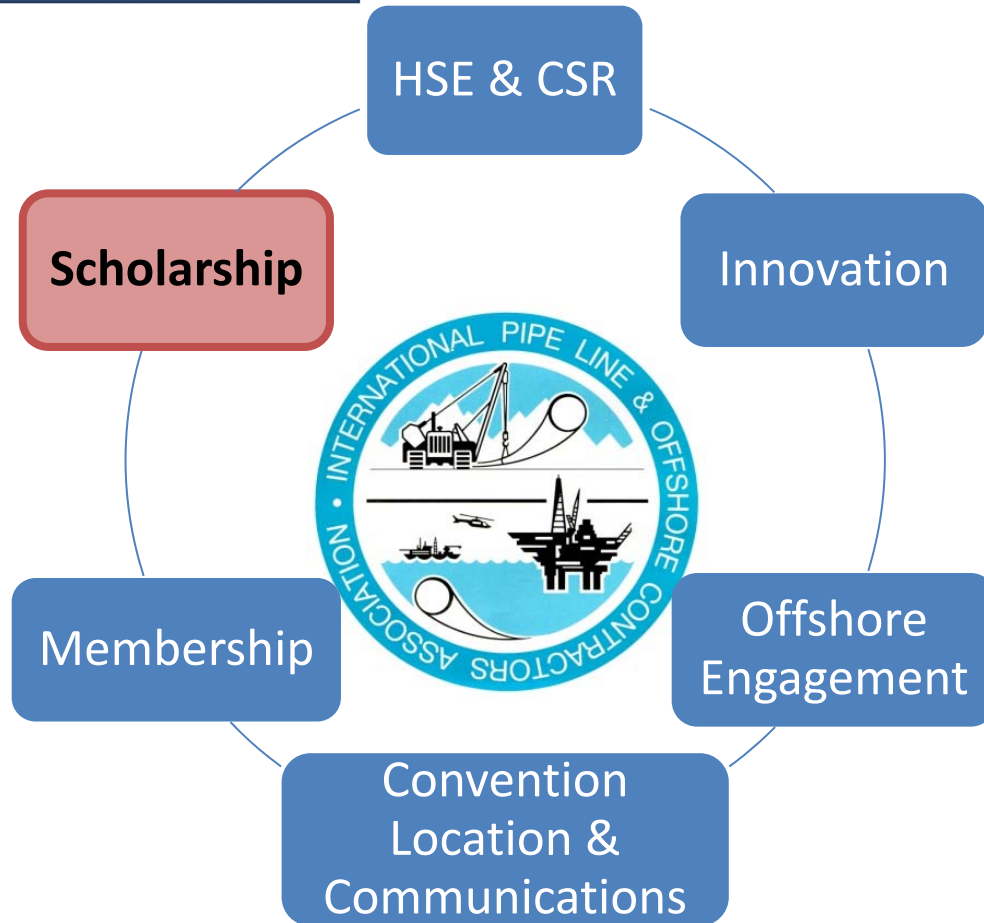 HSE & CSR
Scholarship
Innovation
INTERNATIONAL PIPE LINE & OFFSHORE CONTRACTORS ASSOCIATION •
Membership
Offshore
Engagement
Convention
Location &
Communications